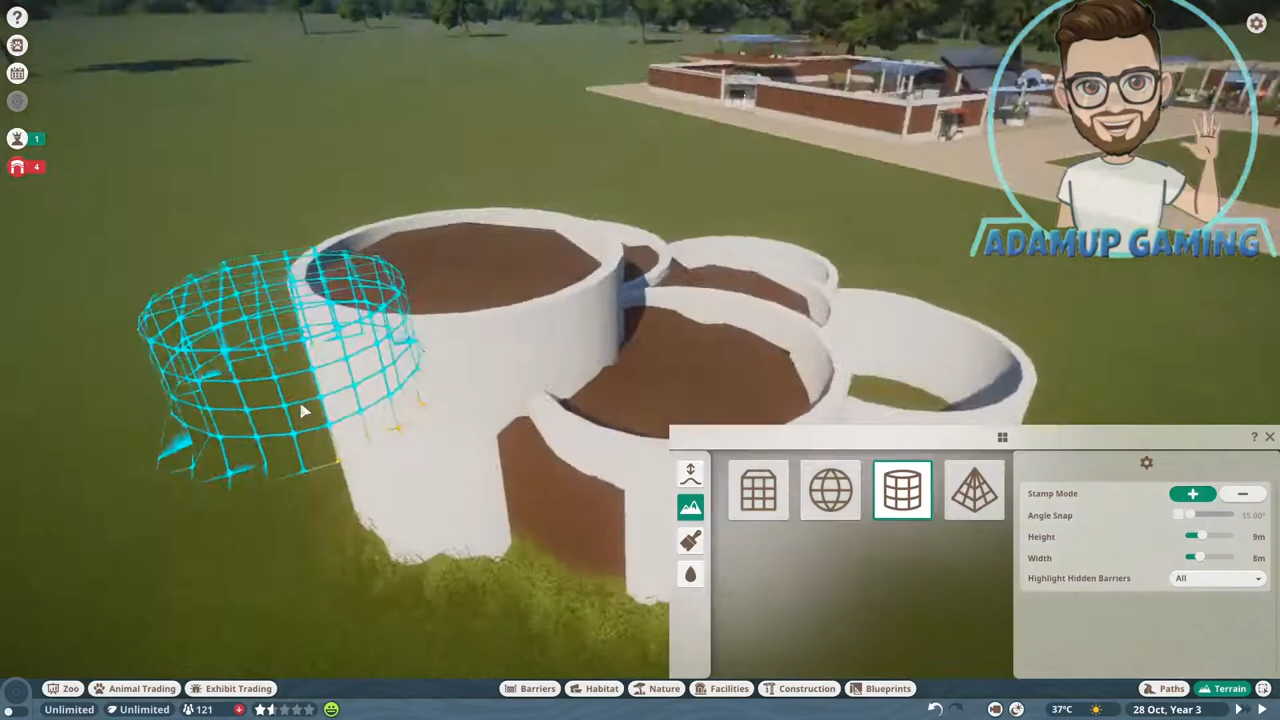 ?
1
4
ADAMUP GAMING
? ×
Stamp Mode + −
Angle Snap 15.00°
Height 9m
Width 8m
Highlight Hidden Barriers All
Zoo Animal Trading Exhibit Trading Barriers Habitat Nature Facilities Construction Blueprints Paths Terrain
Unlimited Unlimited 121 37°C 28 Oct, Year 3